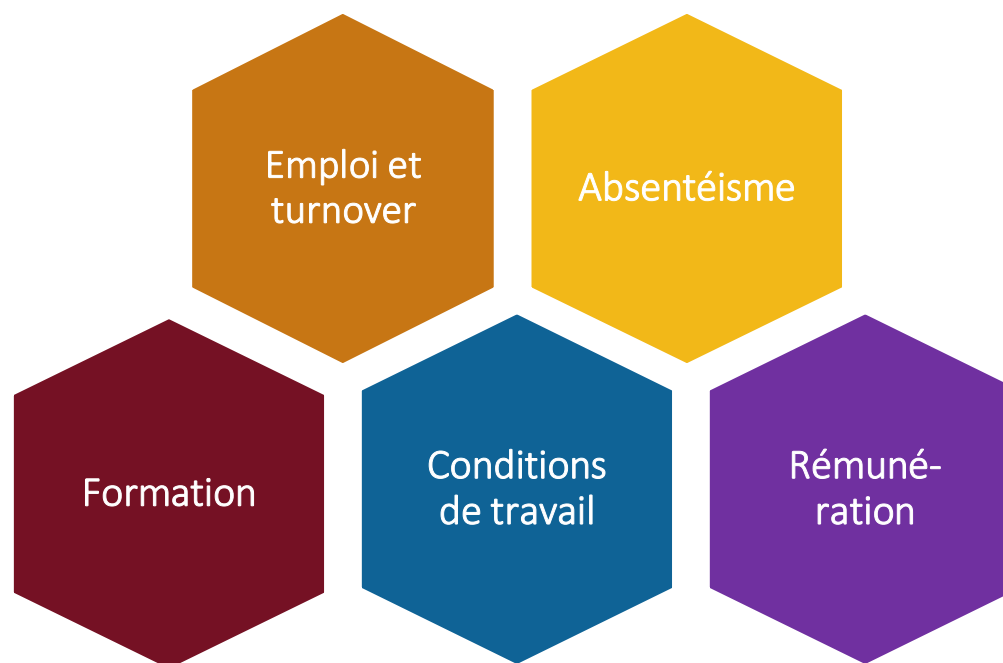 Emploi et
turnover
Absentéisme
Formation
Conditions
de travail
Rémuné-
ration